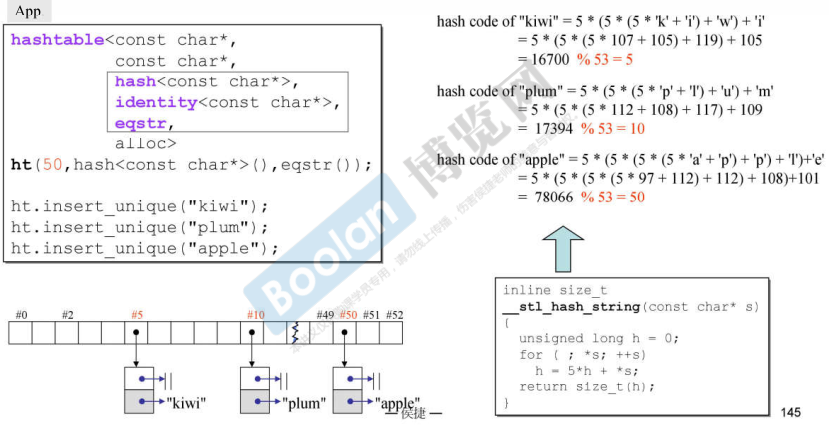 App.
hashtable<const char*,
const char*,
hash<const char*>,
identity<const char*>,
eqstr,
alloc>
ht(50,hash<const char*>(),eqstr());
ht.insert_unique("kiwi");
ht.insert_unique("plum");
ht.insert_unique("apple");
hash code of "kiwi" = 5 * (5 * (5 * 'k' + 'i') + 'w') + 'i'
= 5 * (5 * (5 * 107 + 105) + 119) + 105
= 16700 % 53 = 5
hash code of "plum" = 5 * (5 * (5 * 'p' + 'l') + 'u') + 'm'
= 5 * (5 * (5 * 112 + 108) + 117) + 109
= 17394 % 53 = 10
hash code of "apple" = 5 * (5 * (5 * (5 * 'a' + 'p') + 'p') + 'l')+'e'
= 5 * (5 * (5 * (5 * 97 + 112) + 112) + 108)+101
= 78066 % 53 = 50
inline size_t
__stl_hash_string(const char* s)
{
unsigned long h = 0;
for ( ; *s; ++s)
h = 5*h + *s;
return size_t(h);
}
#0 #2 #5 #10 #49 #50 #51 #52
"kiwi" "plum" "apple"
— 侯捷 —
145
Boolan 博览网